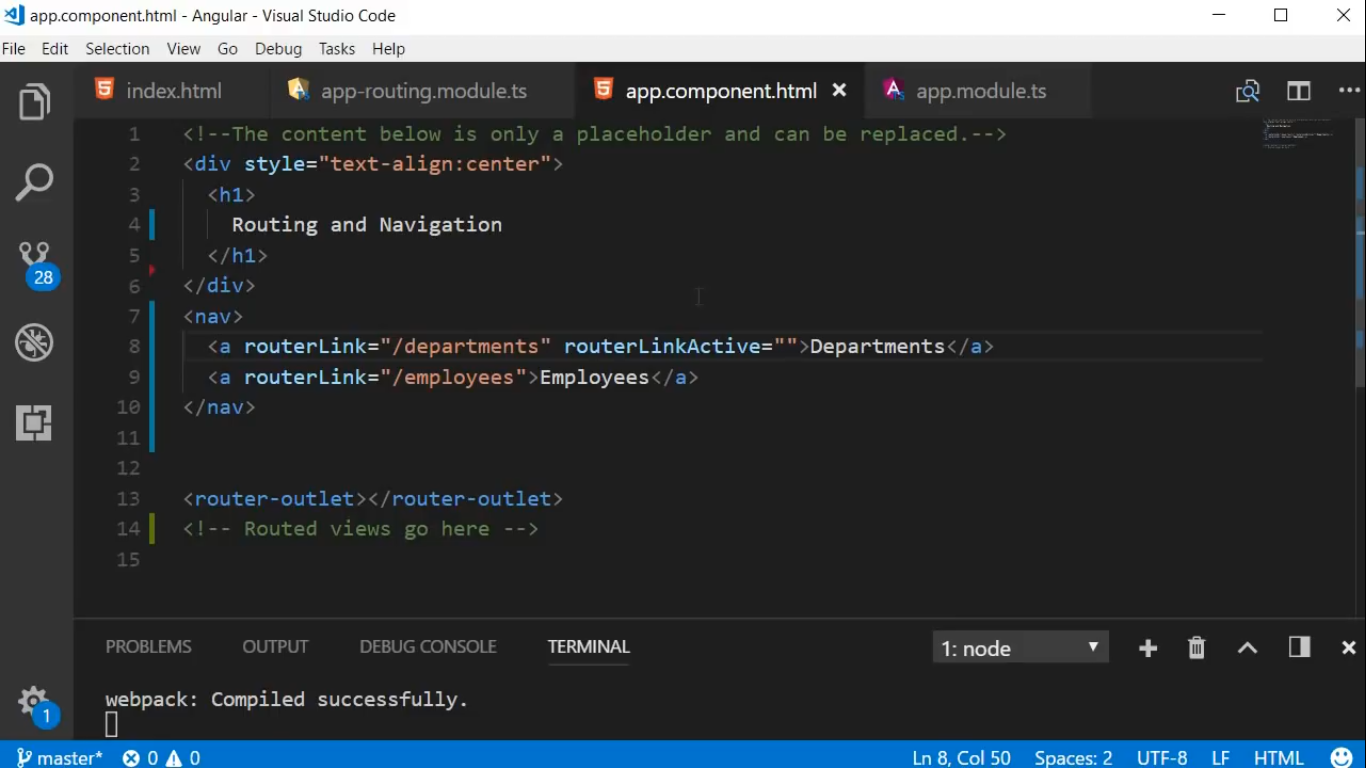 app.component.html - Angular - Visual Studio Code
File Edit Selection View Go Debug Tasks Help
index.html app-routing.module.ts app.component.html app.module.ts
1 <!--The content below is only a placeholder and can be replaced.-->
2 <div style="text-align:center">
3 <h1>
4 Routing and Navigation
5 </h1>
6 </div>
7 <nav>
8 <a routerLink="/departments" routerLinkActive="">Departments</a>
9 <a routerLink="/employees">Employees</a>
10 </nav>
11
12
13 <router-outlet></router-outlet>
14 <!-- Routed views go here -->
15
28
PROBLEMS OUTPUT DEBUG CONSOLE TERMINAL 1: node
webpack: Compiled successfully.
1
master* 0 0 Ln 8, Col 50 Spaces: 2 UTF-8 LF HTML